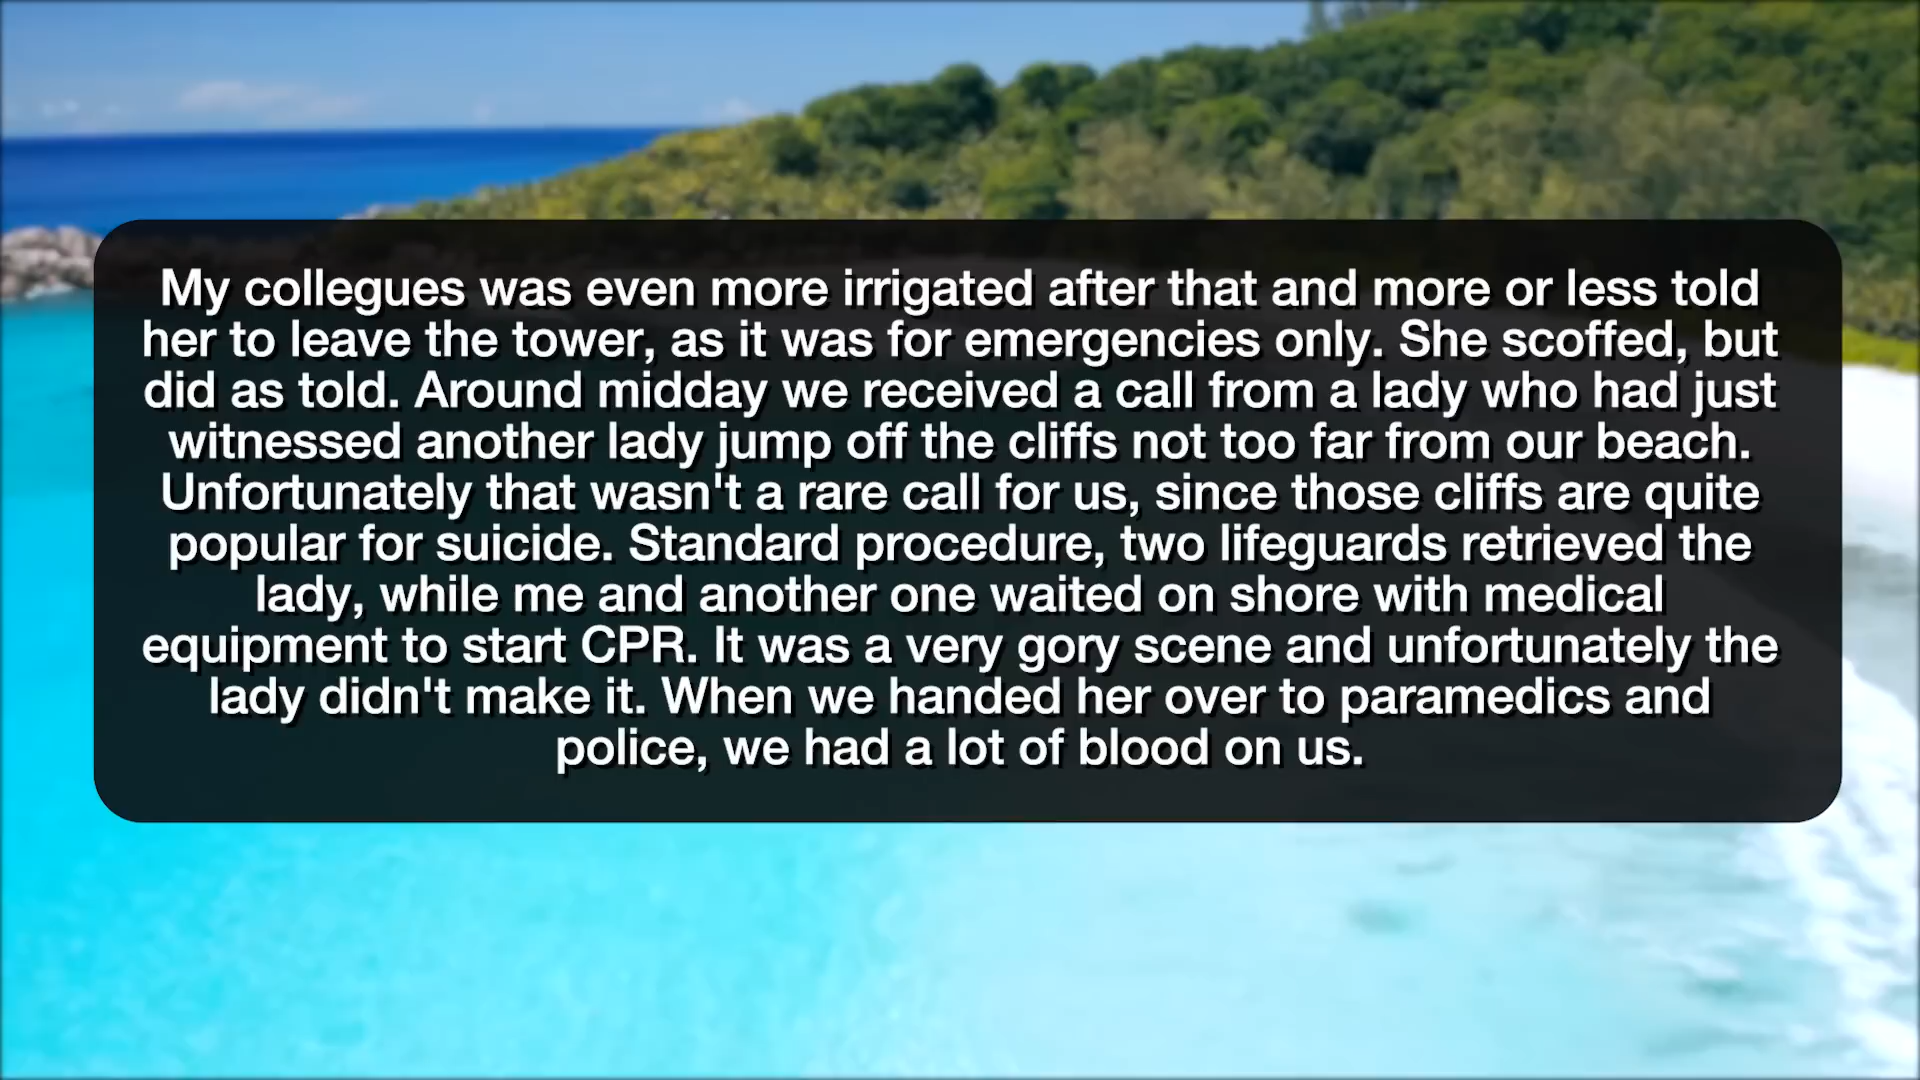 My collegues was even more irrigated after that and more or less told
her to leave the tower, as it was for emergencies only. She scoffed, but
did as told. Around midday we received a call from a lady who had just
witnessed another lady jump off the cliffs not too far from our beach.
Unfortunately that wasn't a rare call for us, since those cliffs are quite
popular for suicide. Standard procedure, two lifeguards retrieved the
lady, while me and another one waited on shore with medical
equipment to start CPR. It was a very gory scene and unfortunately the
lady didn't make it. When we handed her over to paramedics and
police, we had a lot of blood on us.